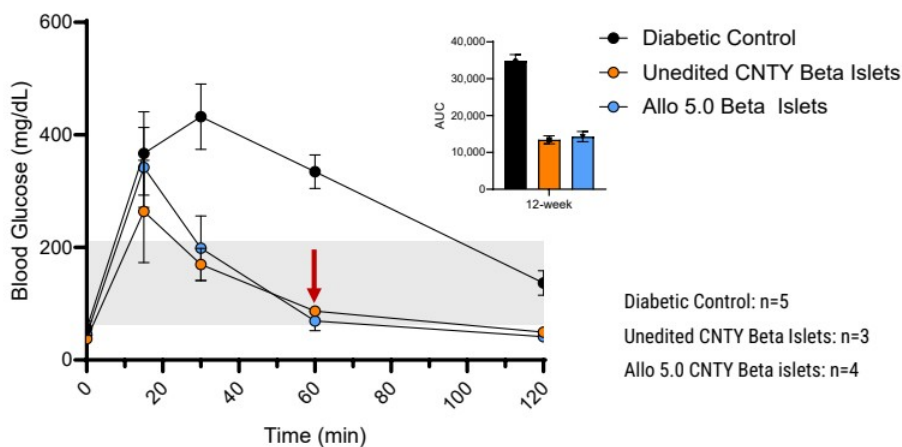 600
400
200
0
Blood Glucose (mg/dL)
0
20
40
60
80
100
120
Time (min)
40,000
30,000
20,000
10,000
0
AUC
12-week
Diabetic Control
Unedited CNTY Beta Islets
Allo 5.0 Beta Islets
Diabetic Control: n=5
Unedited CNTY Beta Islets: n=3
Allo 5.0 CNTY Beta islets: n=4